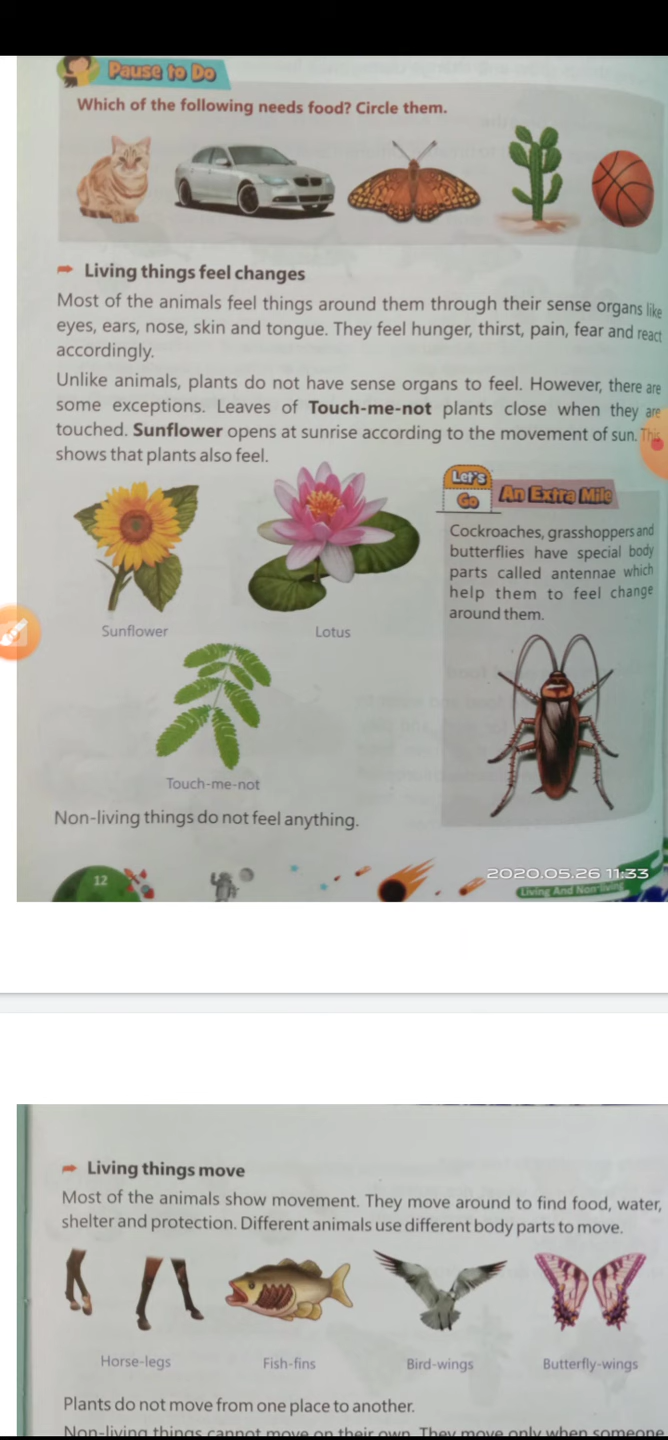 Pause to Do
Which of the following needs food? Circle them.
Living things feel changes
Most of the animals feel things around them through their sense organs like
eyes, ears, nose, skin and tongue. They feel hunger, thirst, pain, fear and react
accordingly.
Unlike animals, plants do not have sense organs to feel. However, there are
some exceptions. Leaves of Touch-me-not plants close when they are
touched. Sunflower opens at sunrise according to the movement of sun. This
shows that plants also feel.
Let's
Go
An Extra Mile
Cockroaches, grasshoppers and
butterflies have special body
parts called antennae which
help them to feel change
around them.
Sunflower
Lotus
Touch-me-not
Non-living things do not feel anything.
12
2020.05.26 11:33
Living And Non-living
Living things move
Most of the animals show movement. They move around to find food, water,
shelter and protection. Different animals use different body parts to move.
Horse-legs
Fish-fins
Bird-wings
Butterfly-wings
Plants do not move from one place to another.
Non-living things cannot move on their own. They move only when someone